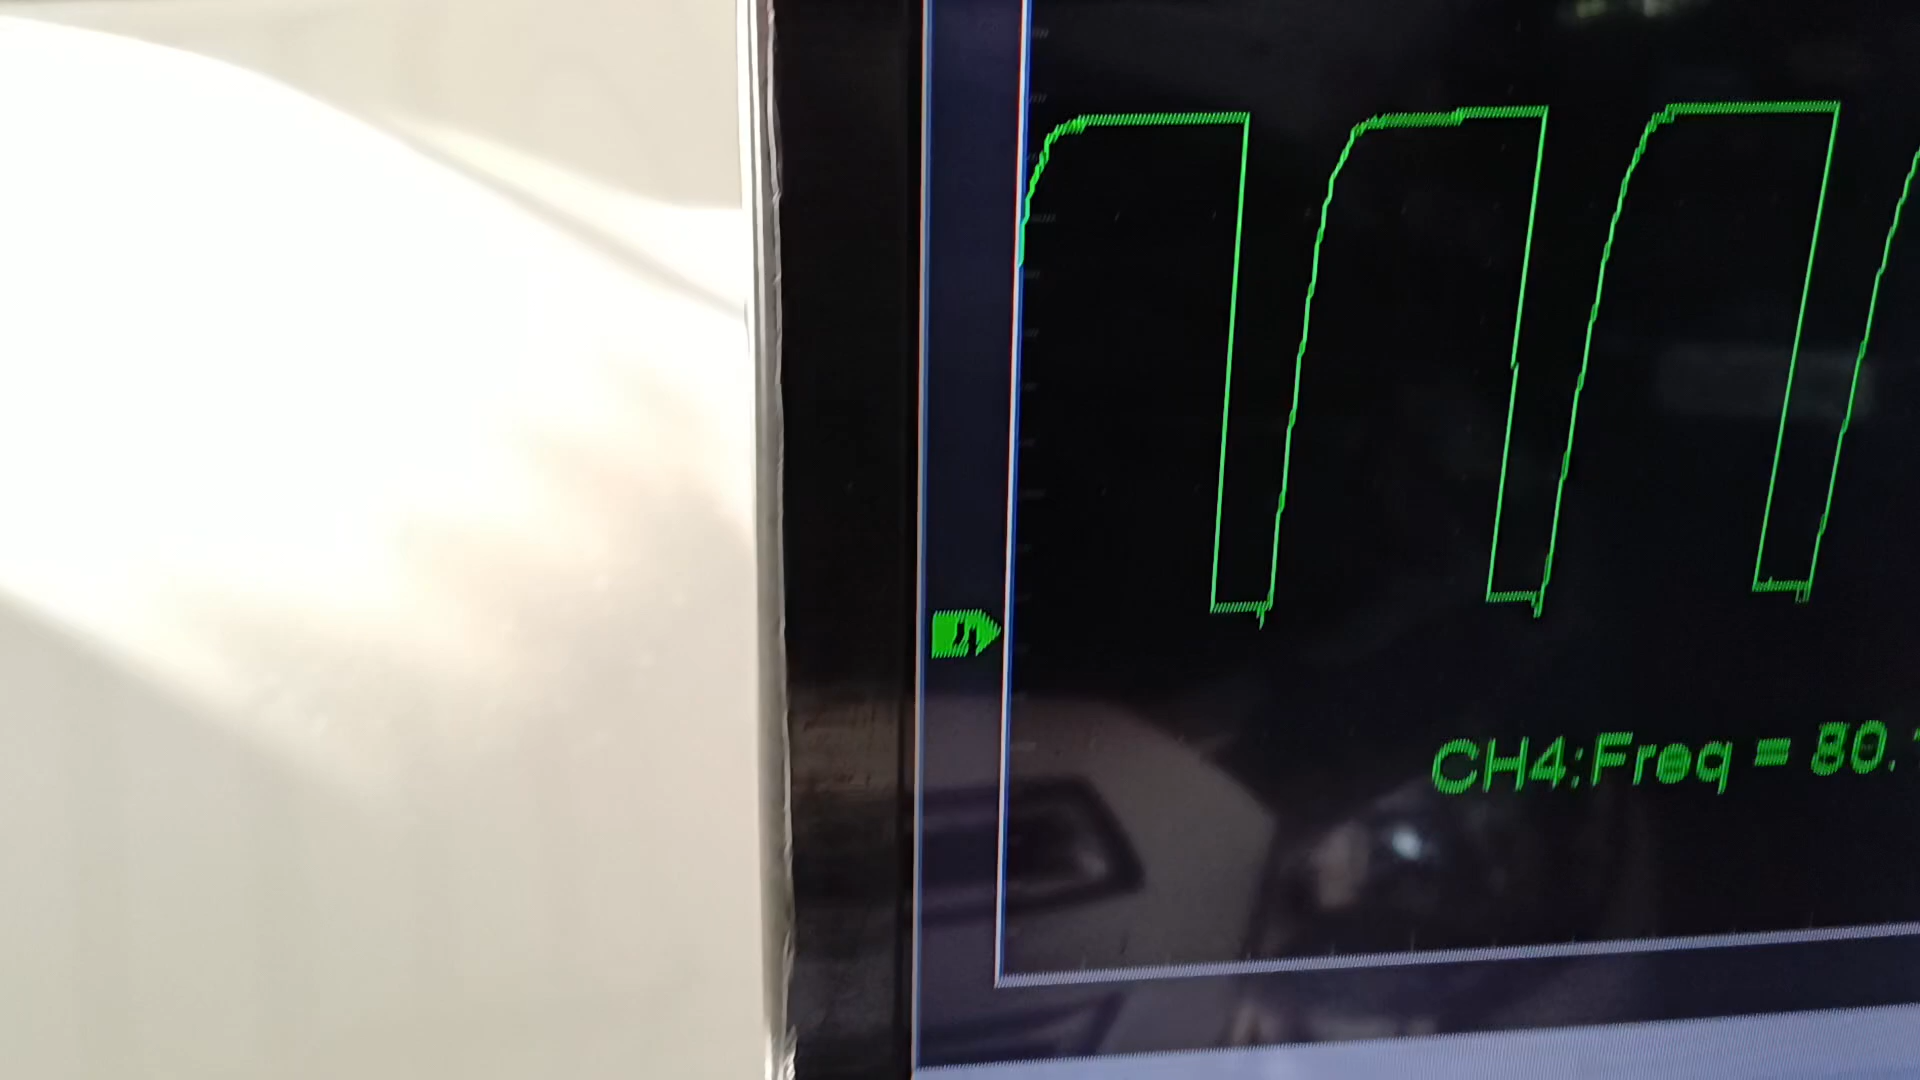 CH4:Freq = 80.